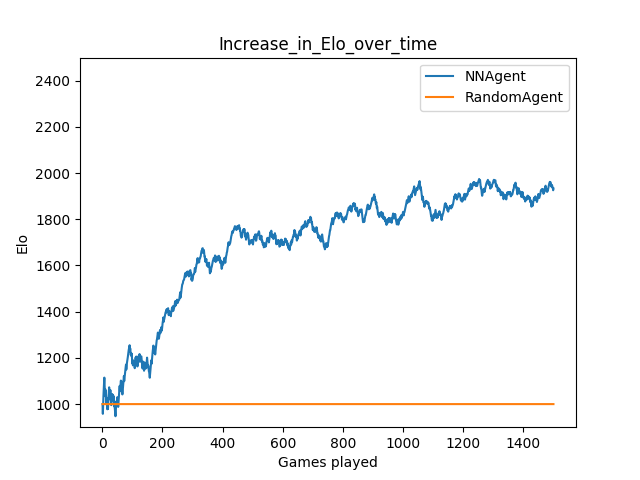 Increase_in_Elo_over_time
NNAgent
RandomAgent
2400
2200
2000
1800
1600
1400
1200
1000
Elo
0 200 400 600 800 1000 1200 1400
Games played